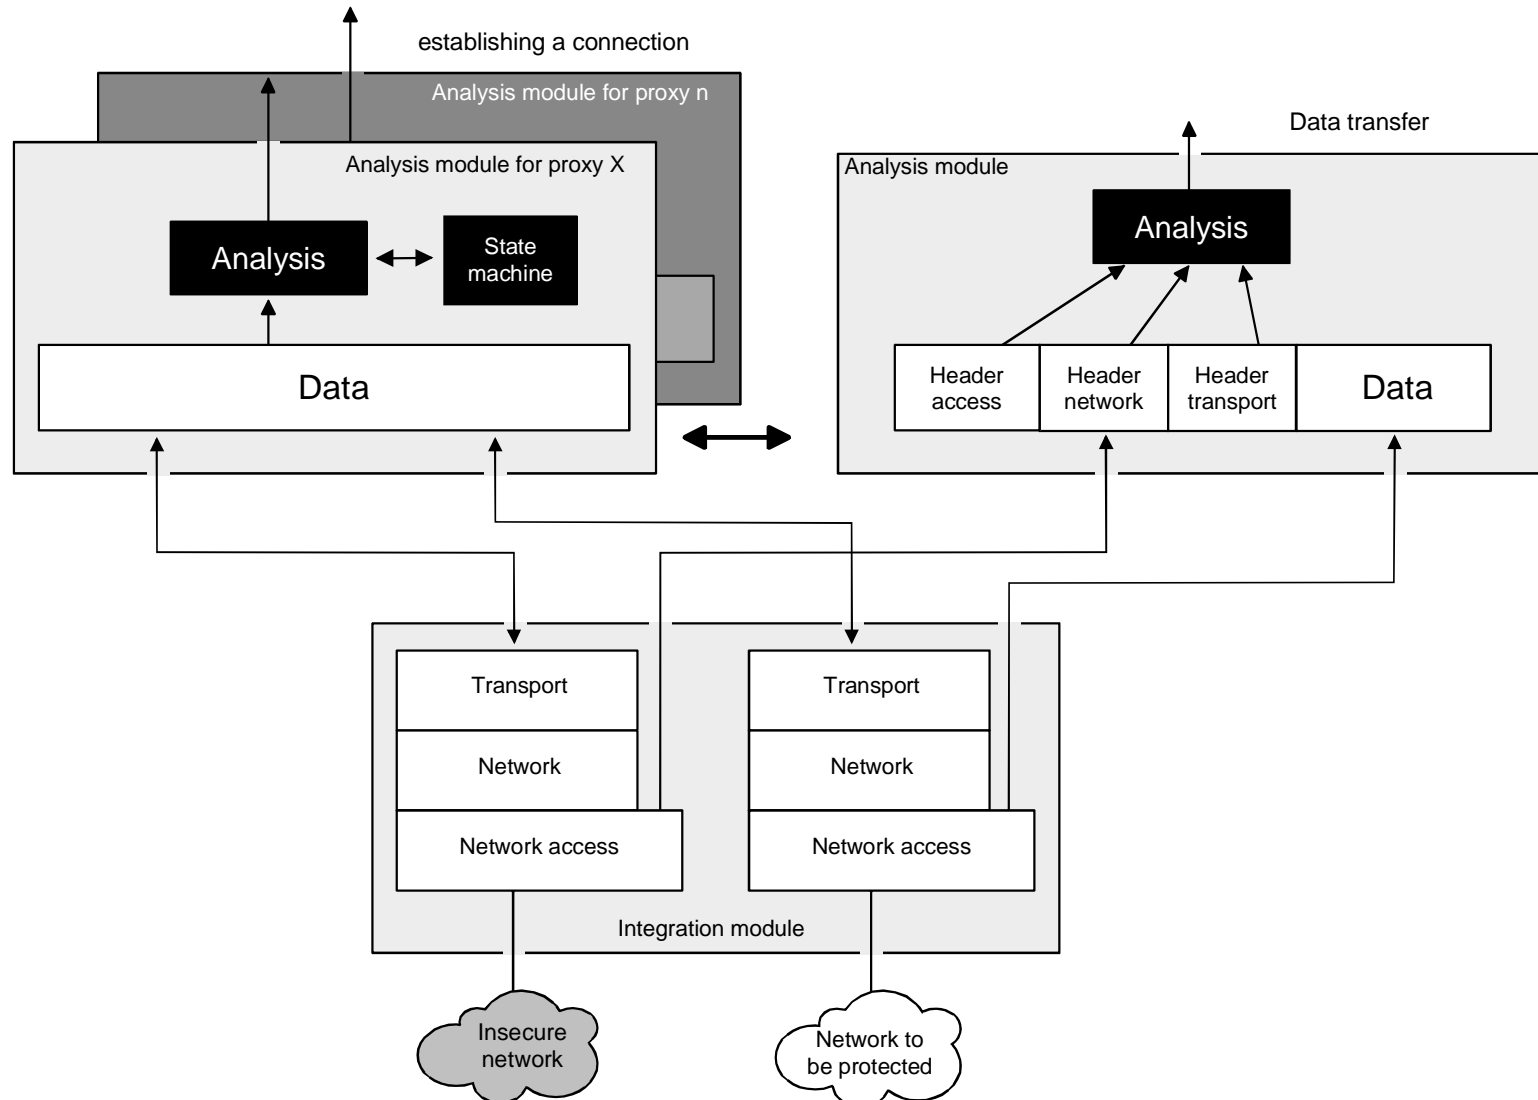 establishing a connection
Analysis module for proxy n
Analysis module for proxy X
Analysis
State
machine
Data
Data transfer
Analysis module
Analysis
Header
access
Header
network
Header
transport
Data
Transport
Network
Network access
Transport
Network
Network access
Integration module
Insecure
network
Network to
be protected